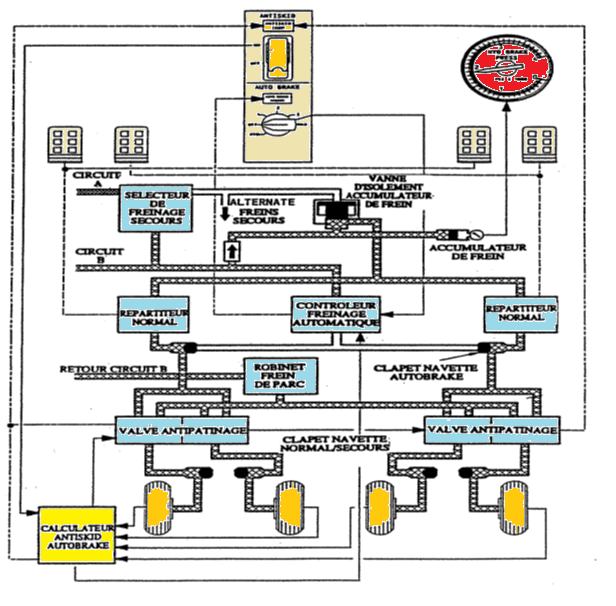 ANTISKID
ANTISKID
HYD BRAKE
PRESS
AUTO BRAKE
CIRCUIT
A
SELECTEUR
DE
FREINAGE
SECOURS
ALTERNATE
FREINS
SECOURS
VANNE
D'ISOLEMENT
ACCUMULATEUR
DE FREIN
ACCUMULATEUR
DE FREIN
CIRCUIT
B
REPARTITEUR
NORMAL
CONTROLEUR
FREINAGE
AUTOMATIQUE
REPARTITEUR
NORMAL
RETOUR CIRCUIT B
ROBINET
FREIN
DE PARC
CLAPET NAVETTE
AUTOBRAKE
VALVE ANTIPATINAGE
CLAPET NAVETTE
NORMAL/SECOURS
VALVE ANTIPATINAGE
CALCULATEUR
ANTISKID
AUTOBRAKE